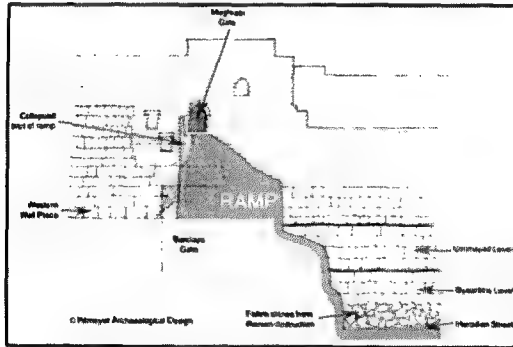 Mughrabi
Gate
Collapsed
part of ramp
Western
Wall Plaza
RAMP
Barclays
Gate
Ummayad Level
Byzantine Level
Fallen stones from
Roman destruction
Herodian Street
© Ritmeyer Archaeological Design